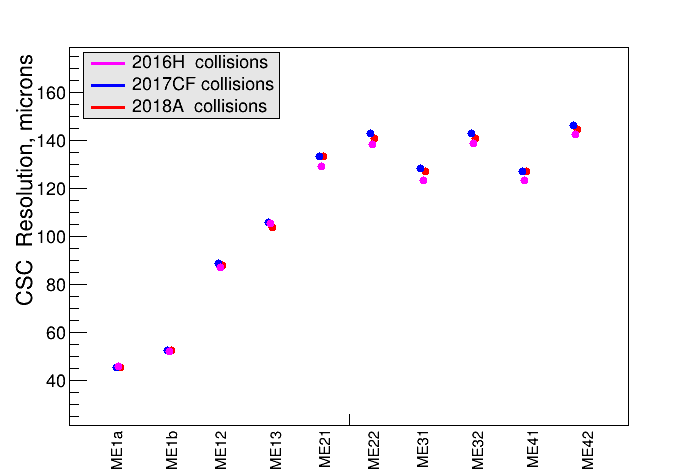 2016H collisions
2017CF collisions
2018A collisions
CSC Resolution, microns
160
140
120
100
80
60
40
ME1a
ME1b
ME12
ME13
ME21
ME22
ME31
ME32
ME41
ME42